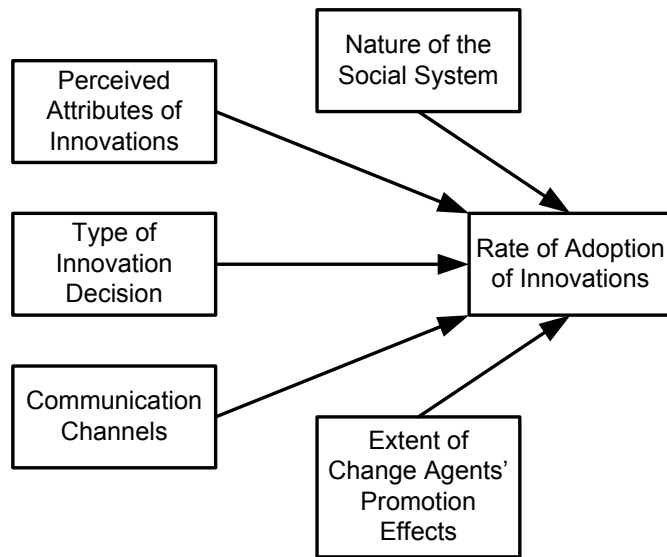 Nature of the
Social System
Perceived
Attributes of
Innovations
Type of
Innovation
Decision
Rate of Adoption
of Innovations
Communication
Channels
Extent of
Change Agents’
Promotion
Effects